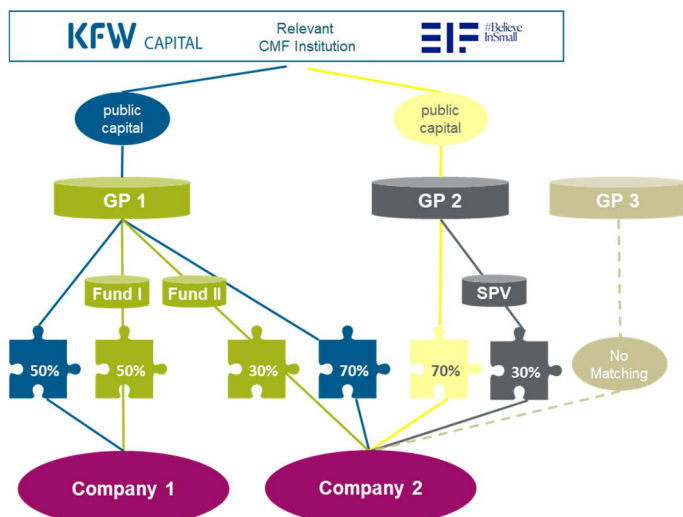 KFW CAPITAL
Relevant
CMF Institution
EIF
#Believe
InSmall
public
capital
public
capital
GP 1
GP 2
GP 3
Fund I
Fund II
SPV
50%
50%
30%
70%
70%
30%
No
Matching
Company 1
Company 2